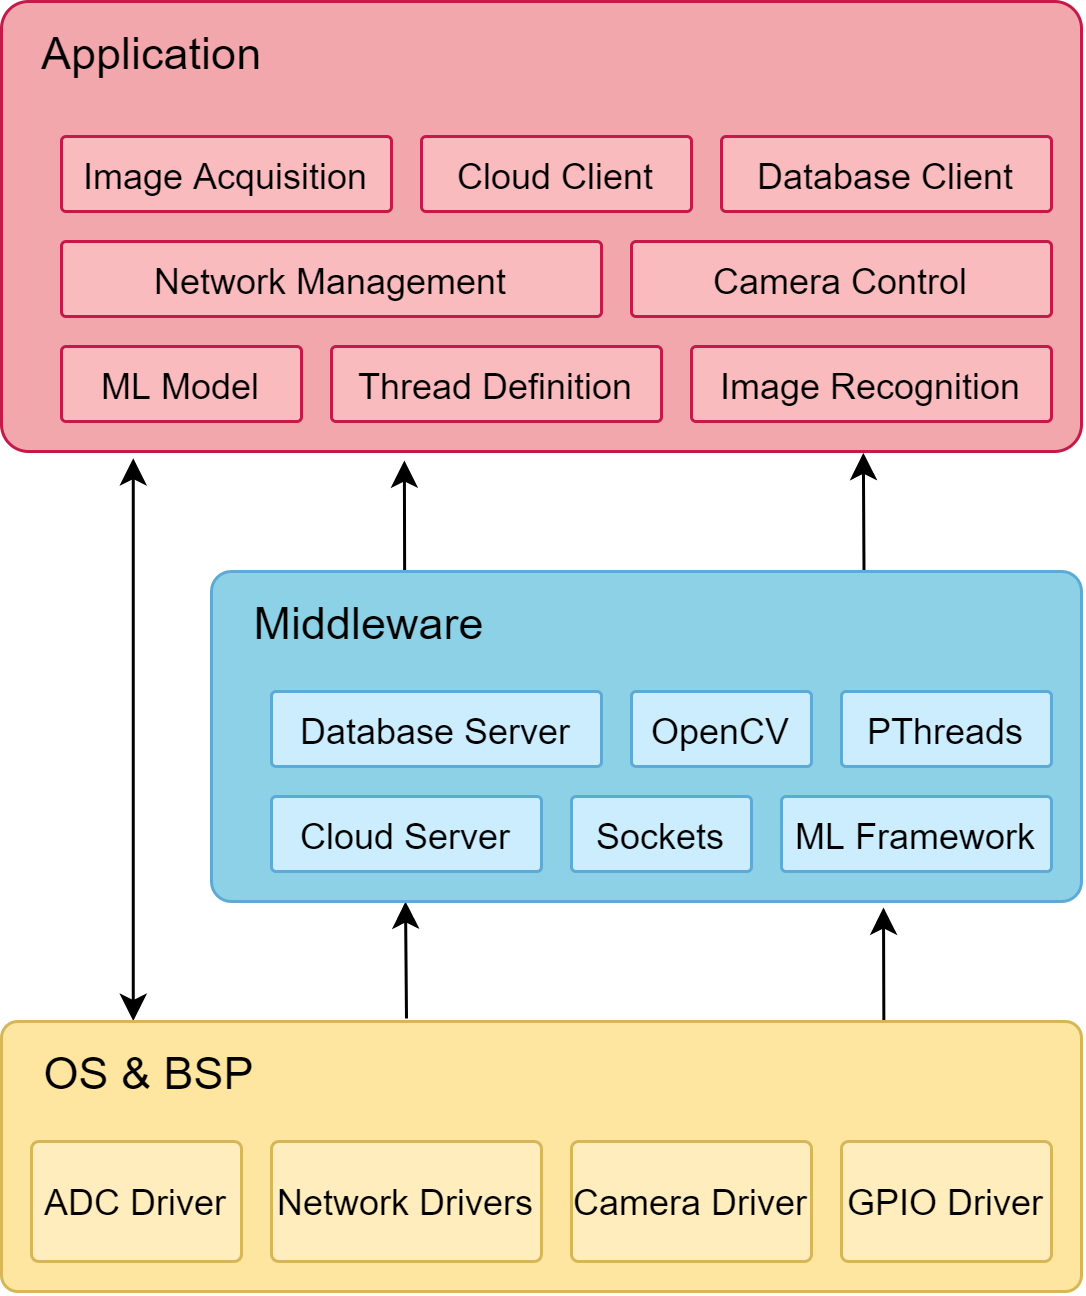 Application
Image Acquisition
Cloud Client
Database Client
Network Management
Camera Control
ML Model
Thread Definition
Image Recognition
Middleware
Database Server
OpenCV
PThreads
Cloud Server
Sockets
ML Framework
OS & BSP
ADC Driver
Network Drivers
Camera Driver
GPIO Driver